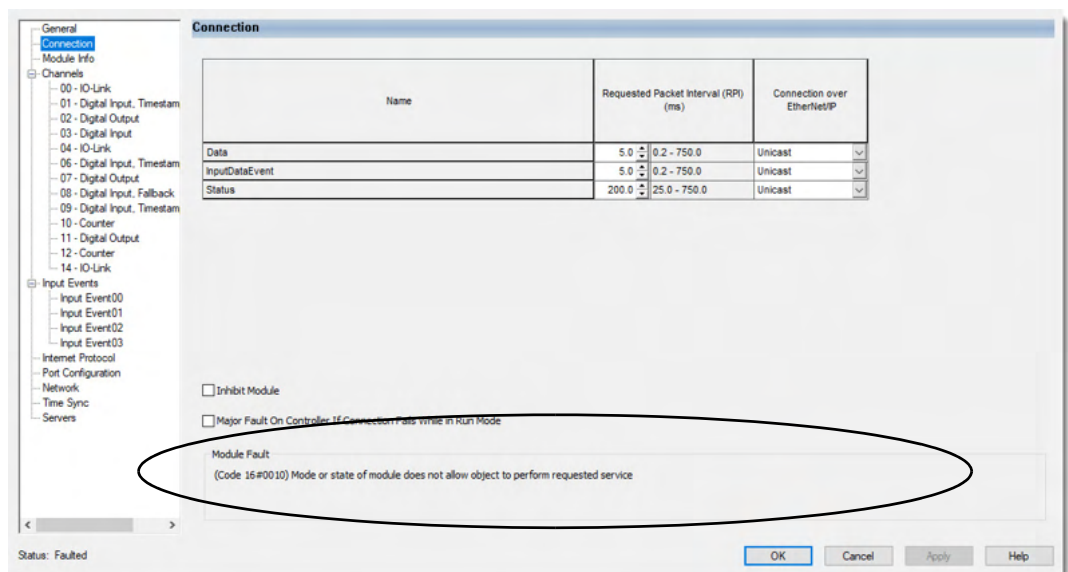 General
Connection
Module Info
Channels
00 - IO-Link
01 - Digital Input, Timestam
02 - Digital Output
03 - Digital Input
04 - IO-Link
06 - Digital Input, Timestam
07 - Digital Output
08 - Digital Input, Fallback
09 - Digital Input, Timestam
10 - Counter
11 - Digital Output
12 - Counter
14 - IO-Link
Input Events
Input Event00
Input Event01
Input Event02
Input Event03
Internet Protocol
Port Configuration
Network
Time Sync
Servers
Connection
Name Requested Packet Interval (RPI) Connection over
(ms) EtherNet/IP
Data 5.0 0.2 - 750.0 Unicast
InputDataEvent 5.0 0.2 - 750.0 Unicast
Status 200.0 25.0 - 750.0 Unicast
Inhibit Module
Major Fault On Controller If Connection Fails While in Run Mode
Module Fault
(Code 16#0010) Mode or state of module does not allow object to perform requested service
Status: Faulted
OK Cancel Apply Help